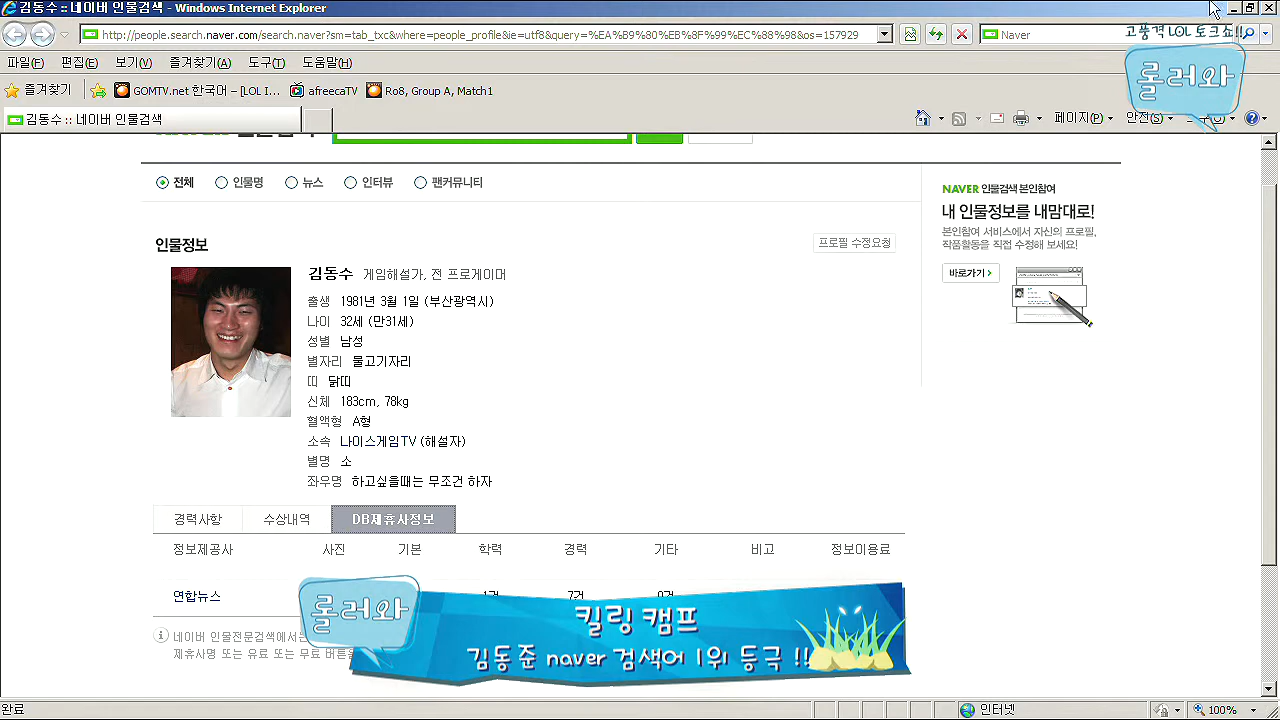 김동수 :: 네이버 인물검색 - Windows Internet Explorer
http://people.search.naver.com/search.naver?sm=tab_txc&where=people_profile&ie=utf8&query=%EA%B9%80%EB%8F%99%EC%88%98&os=157929
Naver
고품격 LOL 토크쇼!!
롤러와
파일(F) 편집(E) 보기(V) 즐겨찾기(A) 도구(T) 도움말(H)
즐겨찾기 GOMTV.net 한국어 – [LOL I... afreecaTV Ro8, Group A, Match1
김동수 :: 네이버 인물검색
페이지(P) 안전(S)
전체 인물명 뉴스 인터뷰 팬커뮤니티
NAVER 인물검색 본인참여
내 인물정보를 내맘대로!
본인참여 서비스에서 자신의 프로필,
작품활동을 직접 수정해 보세요!
바로가기
인물정보
프로필 수정요청
김동수 게임해설가, 전 프로게이머
출생 1981년 3월 1일 (부산광역시)
나이 32세 (만31세)
성별 남성
별자리 물고기자리
띠 닭띠
신체 183cm, 78kg
혈액형 A형
소속 나이스게임TV (해설자)
별명 소
좌우명 하고싶을때는 무조건 하자
경력사항 수상내역 DB제휴사정보
정보제공사 사진 기본 학력 경력 기타 비고 정보이용료
연합뉴스
네이버 인물전문검색에서는
제휴사명 또는 유료 또는 무료 버튼을
롤러와
킬링 캠프
김동준 naver 검색어 1위 등극 !!
완료
인터넷
100%